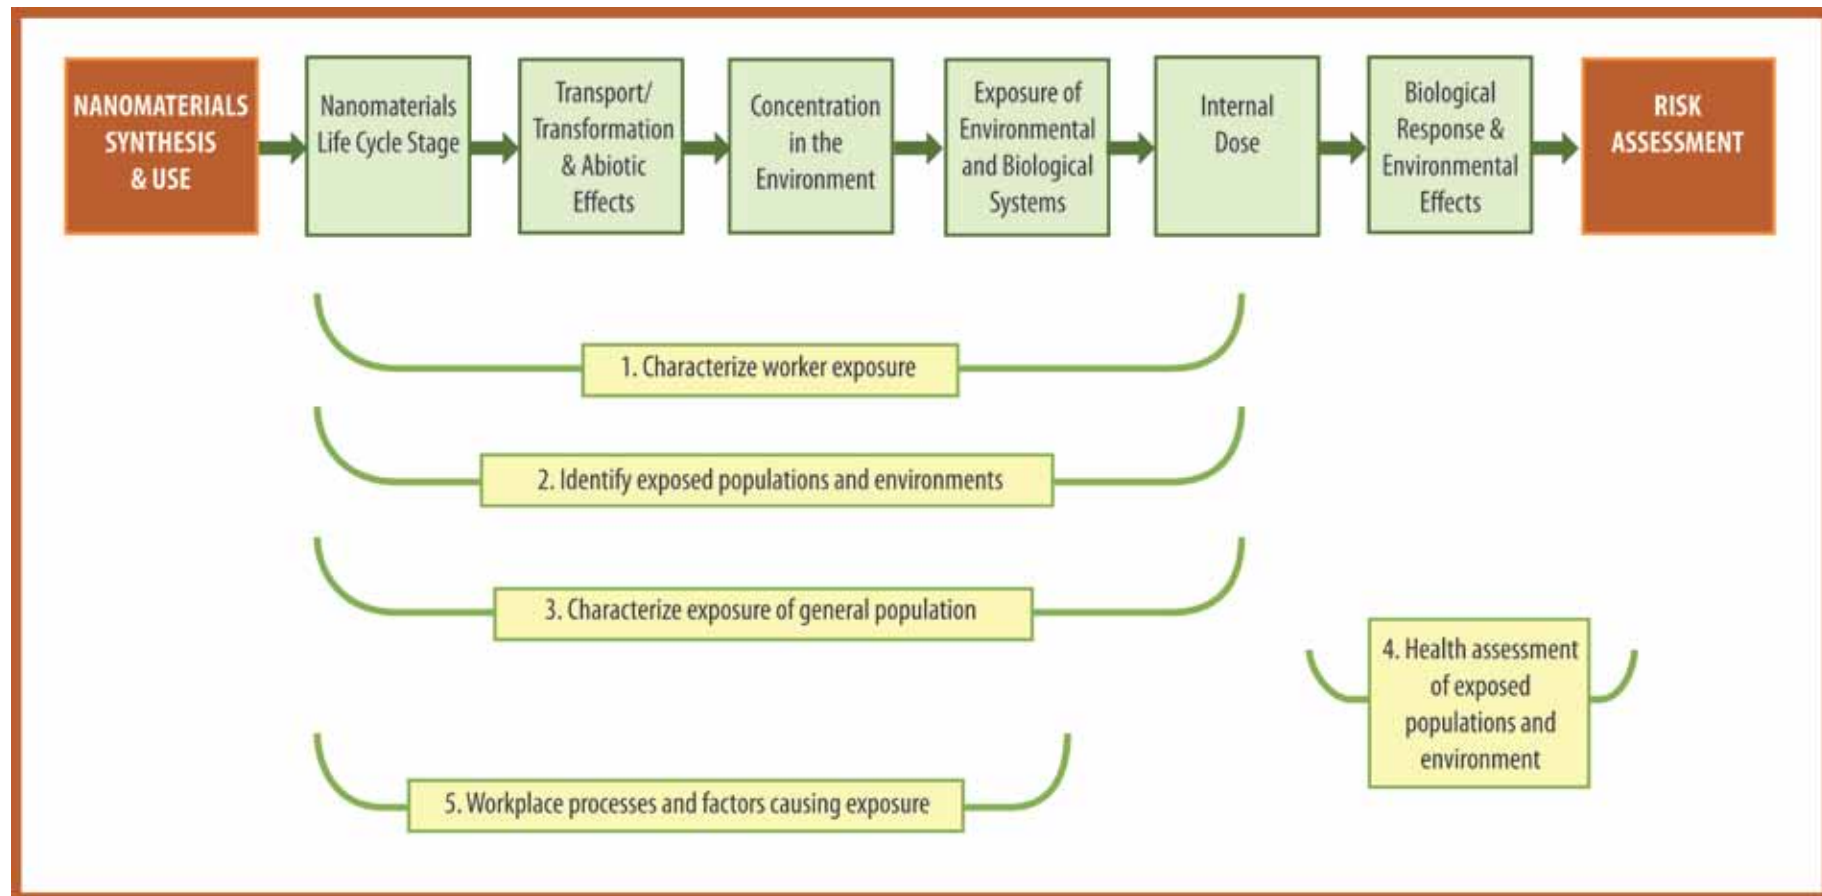 NANOMATERIALS
SYNTHESIS
& USE
Nanomaterials
Life Cycle Stage
Transport/
Transformation
& Abiotic
Effects
Concentration
in the
Environment
Exposure of
Environmental
and Biological
Systems
Internal
Dose
Biological
Response &
Environmental
Effects
RISK
ASSESSMENT
1. Characterize worker exposure
2. Identify exposed populations and environments
3. Characterize exposure of general population
4. Health assessment
of exposed
populations and
environment
5. Workplace processes and factors causing exposure